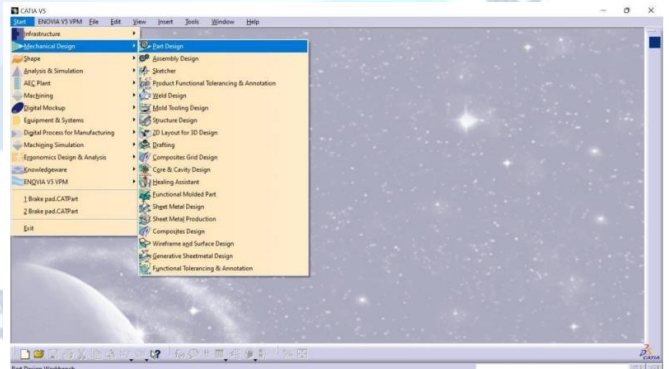 CATIA V5
Start ENOVIA V5 VPM File Edit View Insert Tools Window Help
Infrastructure
Mechanical Design
Shape
Analysis & Simulation
AEC Plant
Machining
Digital Mockup
Equipment & Systems
Digital Process for Manufacturing
Machining Simulation
Ergonomics Design & Analysis
Knowledgeware
ENOVIA V5 VPM
1 Brake pad.CATPart
2 Brake pad.CATPart
Exit
Part Design
Assembly Design
Sketcher
Product Functional Tolerancing & Annotation
Weld Design
Mold Tooling Design
Structure Design
2D Layout for 3D Design
Drafting
Composites Grid Design
Core & Cavity Design
Healing Assistant
Functional Molded Part
Sheet Metal Design
Sheet Metal Production
Composites Design
Wireframe and Surface Design
Generative Sheetmetal Design
Functional Tolerancing & Annotation
CATIA
Part Design Workbench